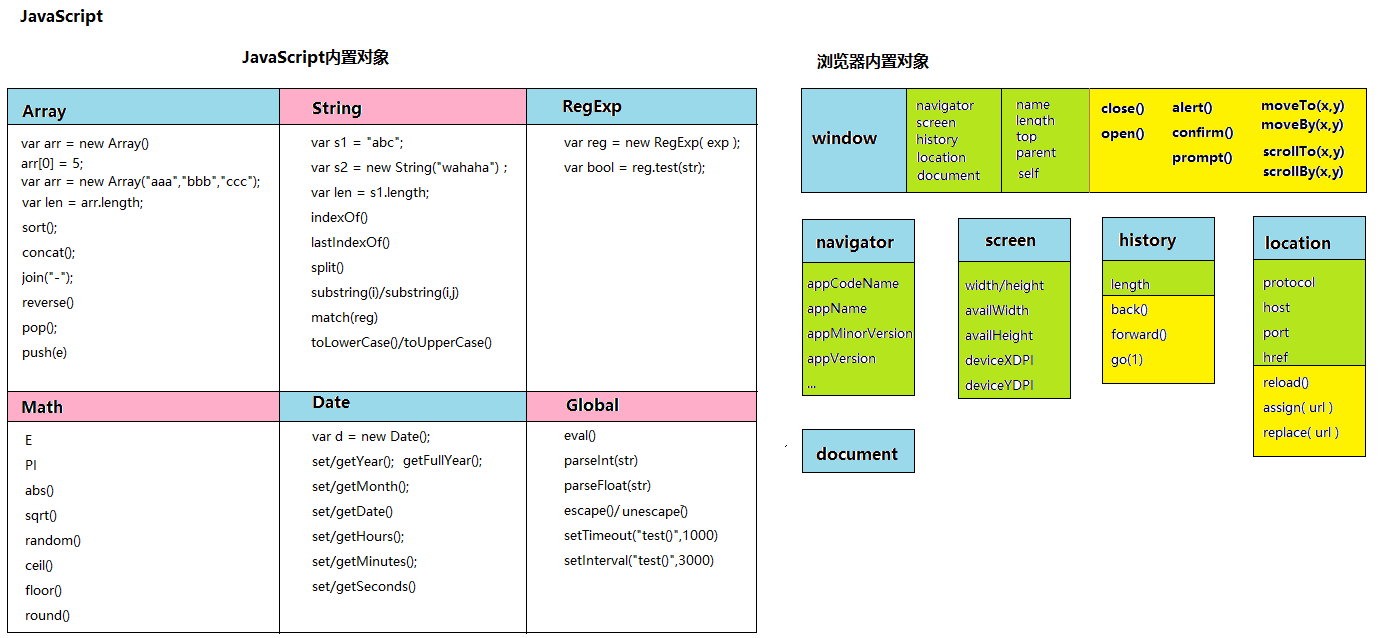 JavaScript
JavaScript内置对象
Array
var arr = new Array()
arr[0] = 5;
var arr = new Array("aaa","bbb","ccc");
var len = arr.length;
sort();
concat();
join("-");
reverse()
pop();
push(e)
String
var s1 = "abc";
var s2 = new String("wahaha") ;
var len = s1.length;
indexOf()
lastIndexOf()
split()
substring(i)/substring(i,j)
match(reg)
toLowerCase()/toUpperCase()
RegExp
var reg = new RegExp( exp );
var bool = reg.test(str);
Math
E
PI
abs()
sqrt()
random()
ceil()
floor()
round()
Date
var d = new Date();
set/getYear(); getFullYear();
set/getMonth();
set/getDate()
set/getHours();
set/getMinutes();
set/getSeconds()
Global
eval()
parseInt(str)
parseFloat(str)
escape()/ unescape()
setTimeout("test()",1000)
setInterval("test()",3000)
浏览器内置对象
window
navigator
screen
history
location
document
name
length
top
parent
self
close()
open()
alert()
confirm()
prompt()
moveTo(x,y)
moveBy(x,y)
scrollTo(x,y)
scrollBy(x,y)
navigator
appCodeName
appName
appMinorVersion
appVersion
...
screen
width/height
availWidth
availHeight
deviceXDPI
deviceYDPI
history
length
back()
forward()
go(1)
location
protocol
host
port
href
reload()
assign( url )
replace( url )
document